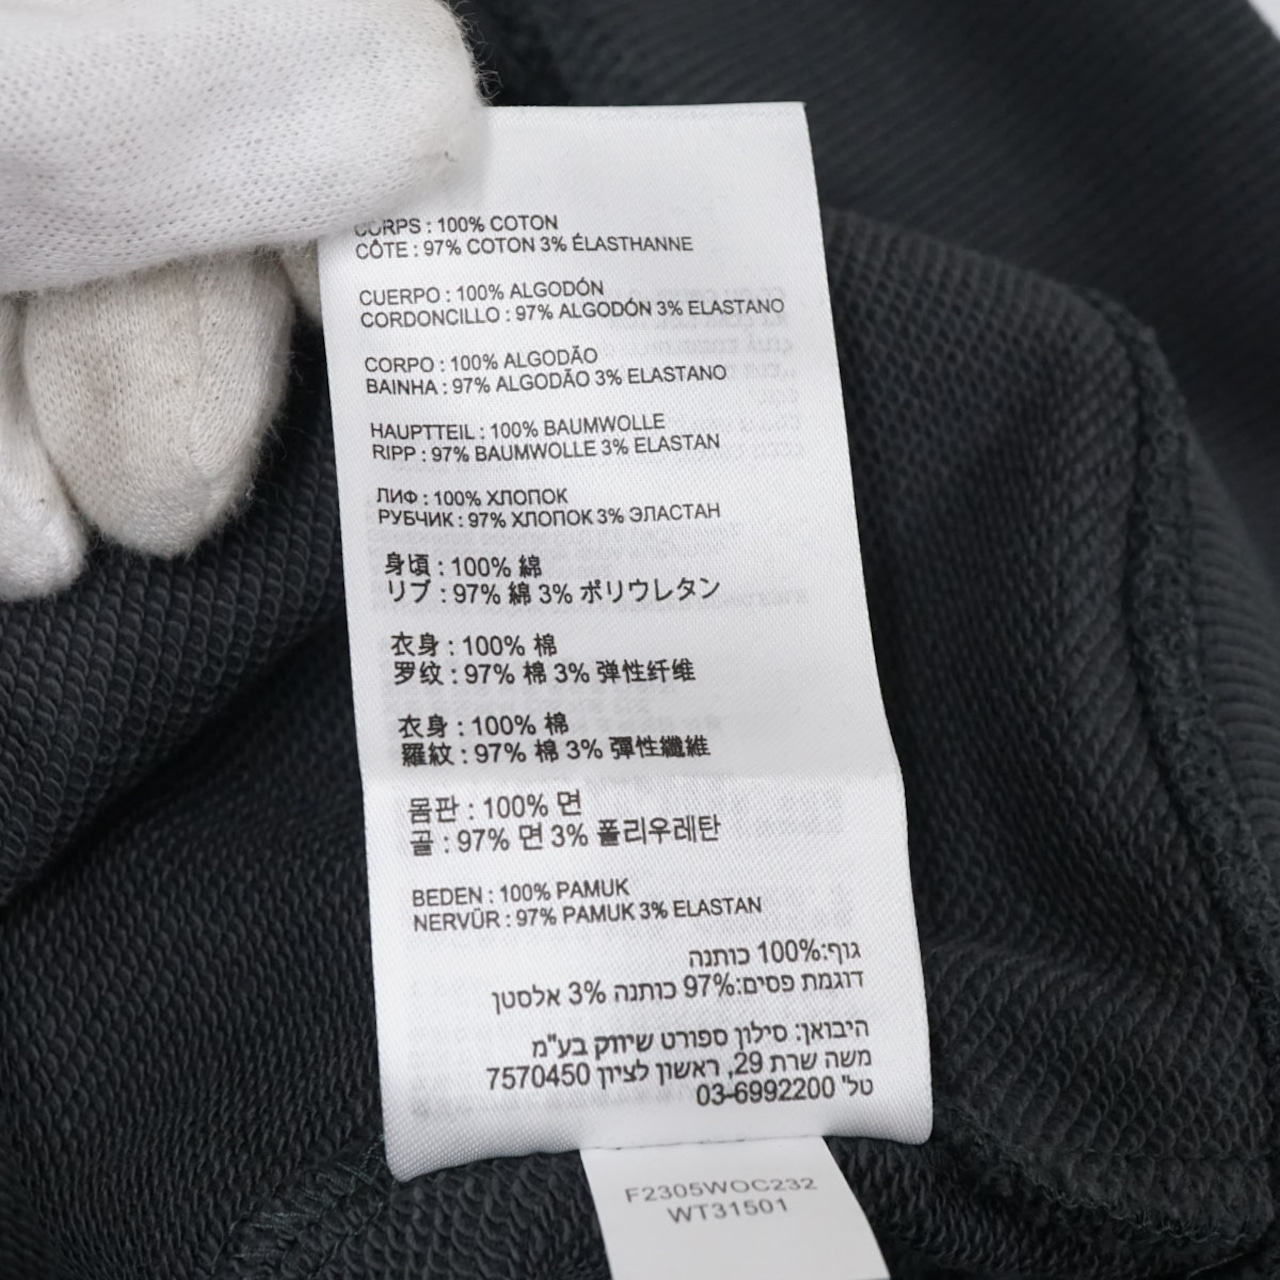 CORPS : 100% COTON
CÔTE : 97% COTON 3% ÉLASTHANNE
CUERPO : 100% ALGODÓN
CORDONCILLO : 97% ALGODÓN 3% ELASTANO
CORPO : 100% ALGODÃO
BAINHA : 97% ALGODÃO 3% ELASTANO
HAUPTTEIL : 100% BAUMWOLLE
RIPP : 97% BAUMWOLLE 3% ELASTAN
ЛИФ : 100% ХЛОПОК
РУБЧИК : 97% ХЛОПОК 3% ЭЛАСТАН
身頃 : 100% 綿
リブ : 97% 綿 3% ポリウレタン
衣身 : 100% 棉
罗纹 : 97% 棉 3% 弹性纤维
衣身 : 100% 棉
羅紋 : 97% 棉 3% 彈性纖維
몸판 : 100% 면
골 : 97% 면 3% 폴리우레탄
BEDEN : 100% PAMUK
NERVÜR : 97% PAMUK 3% ELASTAN
גוף:100% כותנה
דוגמת פסים:97% כותנה 3% אלסטן
היבואן: סילון ספורט שיווק בע"מ
משה שרת 29, ראשון לציון 7570450
טל' 03-6992200
F2305WOC232
WT31501